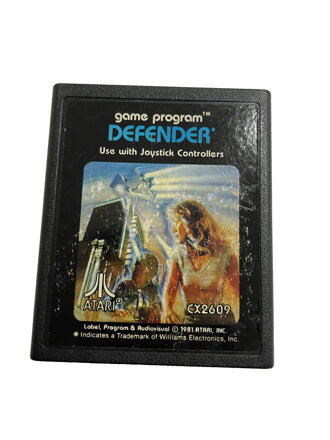 game program™
DEFENDER*
Use with Joystick Controllers
ATARI®
CX2609
Label, Program & Audiovisual © 1981 ATARI, INC.
* Indicates a Trademark of Williams Electronics, Inc.